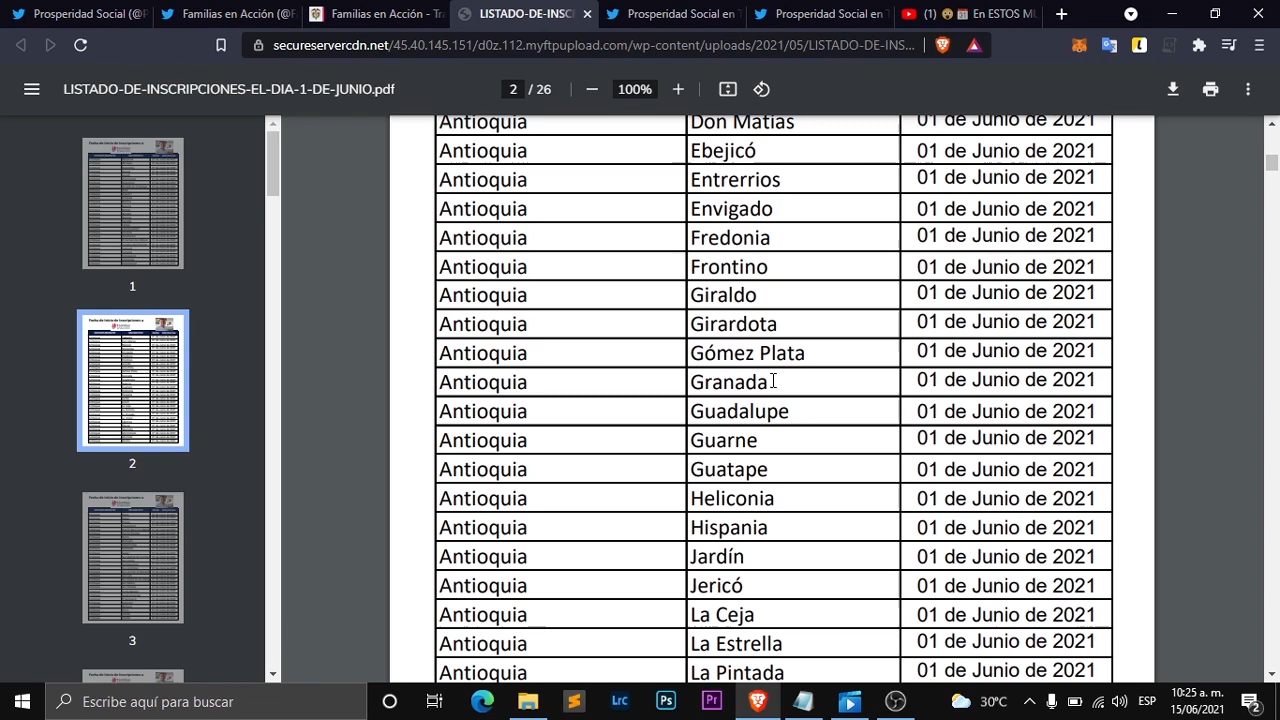 Prosperidad Social (@P
Familias en Acción (@F
Familias en Acción - Tra
LISTADO-DE-INSC
Prosperidad Social en T
Prosperidad Social en T
(1) 😮 📅 En ESTOS MU
secureservercdn.net/45.40.145.151/d0z.112.myftpupload.com/wp-content/uploads/2021/05/LISTADO-DE-INS...
LISTADO-DE-INSCRIPCIONES-EL-DIA-1-DE-JUNIO.pdf
2 / 26
100%
Antioquia Don Matías 01 de Junio de 2021
Antioquia Ebejicó 01 de Junio de 2021
Antioquia Entrerrios 01 de Junio de 2021
Antioquia Envigado 01 de Junio de 2021
Antioquia Fredonia 01 de Junio de 2021
Antioquia Frontino 01 de Junio de 2021
Antioquia Giraldo 01 de Junio de 2021
Antioquia Girardota 01 de Junio de 2021
Antioquia Gómez Plata 01 de Junio de 2021
Antioquia Granada 01 de Junio de 2021
Antioquia Guadalupe 01 de Junio de 2021
Antioquia Guarne 01 de Junio de 2021
Antioquia Guatape 01 de Junio de 2021
Antioquia Heliconia 01 de Junio de 2021
Antioquia Hispania 01 de Junio de 2021
Antioquia Jardín 01 de Junio de 2021
Antioquia Jericó 01 de Junio de 2021
Antioquia La Ceja 01 de Junio de 2021
Antioquia La Estrella 01 de Junio de 2021
Antioquia La Pintada 01 de Junio de 2021
1
2
3
Escribe aquí para buscar
Lrc
Ps
Pr
30°C
ESP
10:25 a. m.
15/06/2021
2